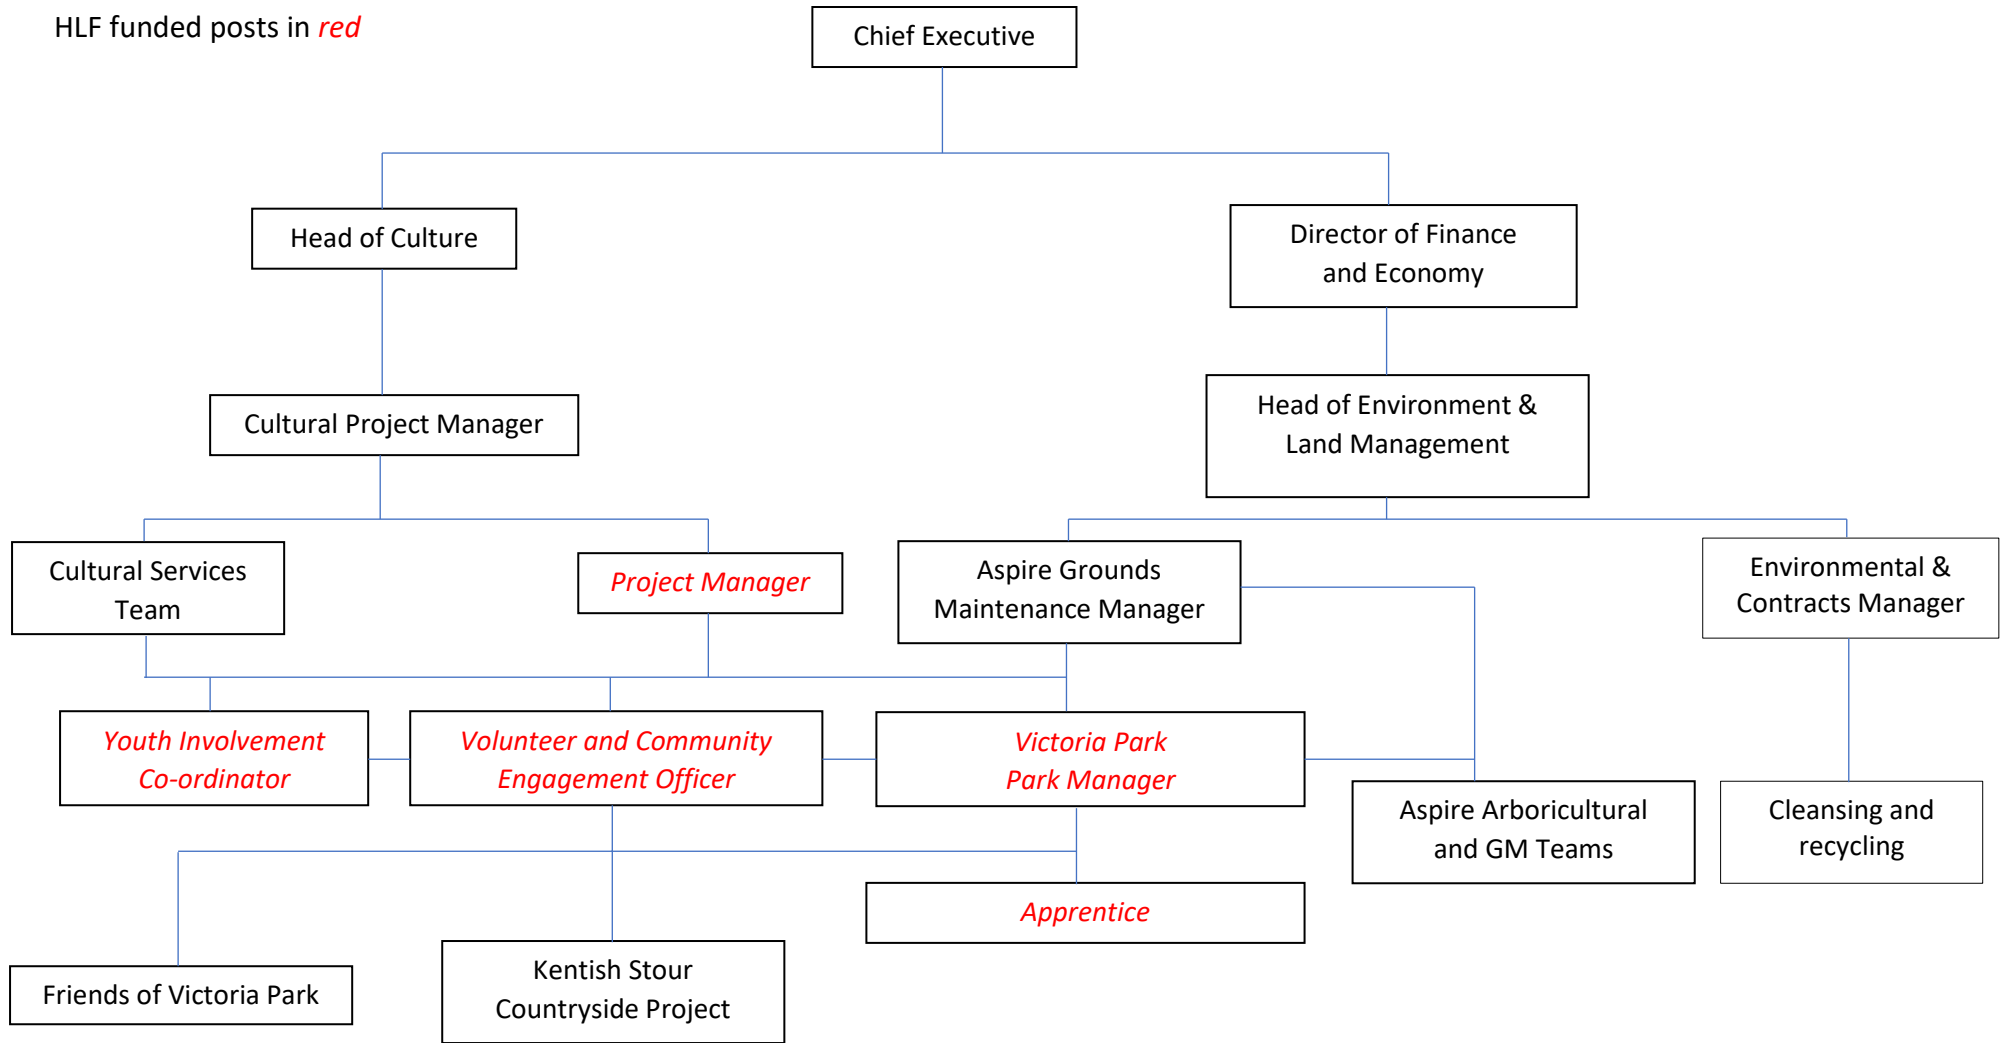 HLF funded posts in red
Chief Executive
Head of Culture
Director of Finance
and Economy
Cultural Project Manager
Head of Environment &
Land Management
Cultural Services
Team
Project Manager
Aspire Grounds
Maintenance Manager
Environmental &
Contracts Manager
Youth Involvement
Co-ordinator
Volunteer and Community
Engagement Officer
Victoria Park
Park Manager
Aspire Arboricultural
and GM Teams
Cleansing and
recycling
Apprentice
Friends of Victoria Park
Kentish Stour
Countryside Project